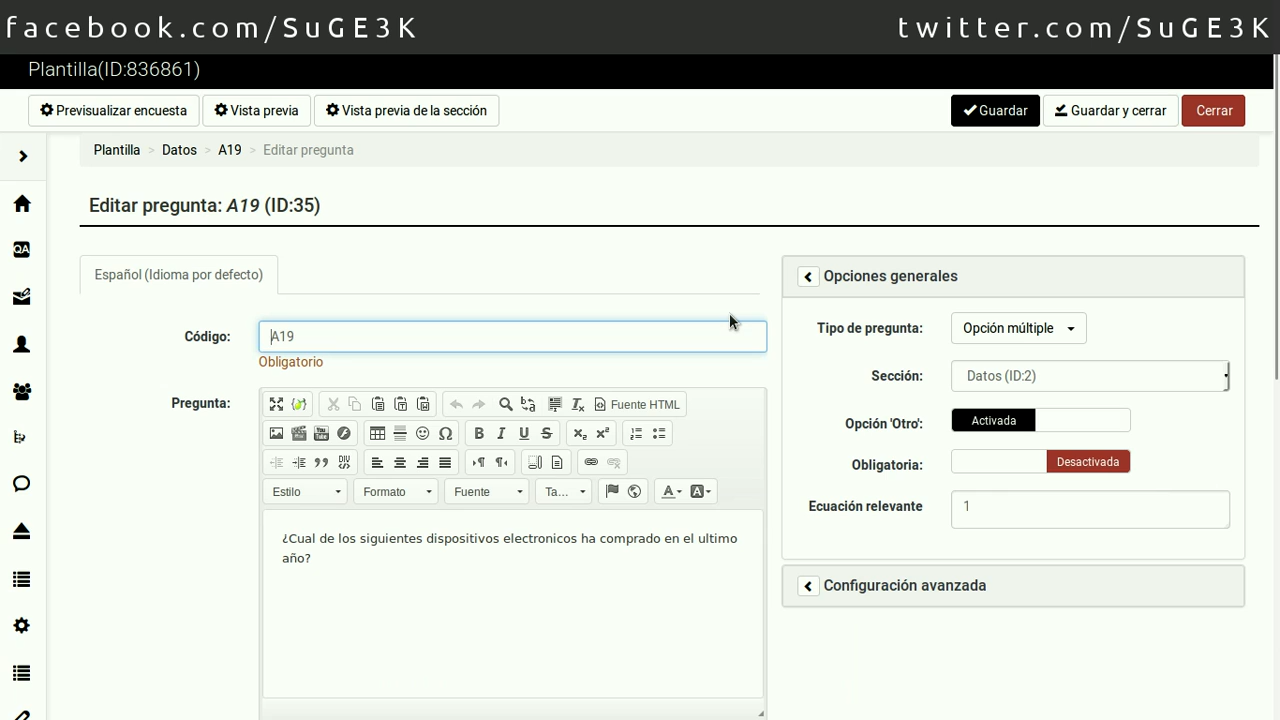 facebook.com/SuGE3K
twitter.com/SuGE3K
Plantilla(ID:836861)
Previsualizar encuesta
Vista previa
Vista previa de la sección
Guardar
Guardar y cerrar
Cerrar
Plantilla > Datos > A19 > Editar pregunta
Editar pregunta: A19 (ID:35)
Español (Idioma por defecto)
Código:
A19
Obligatorio
Pregunta:
Fuente HTML
You Tube
DIV
Estilo
Formato
Fuente
Ta...
¿Cual de los siguientes dispositivos electronicos ha comprado en el ultimo
año?
Opciones generales
Tipo de pregunta:
Opción múltiple
Sección:
Datos (ID:2)
Opción 'Otro':
Activada
Obligatoria:
Desactivada
Ecuación relevante
1
Configuración avanzada
QA